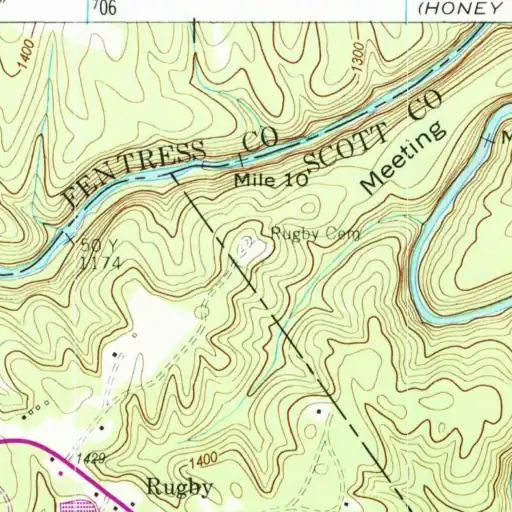 706
(HONEY
1400
1300
FENTRESS CO
SCOTT CO
Meeting
M
Mile 10
Rugby Cem
50 Y
1174
1429
1400
Rugby